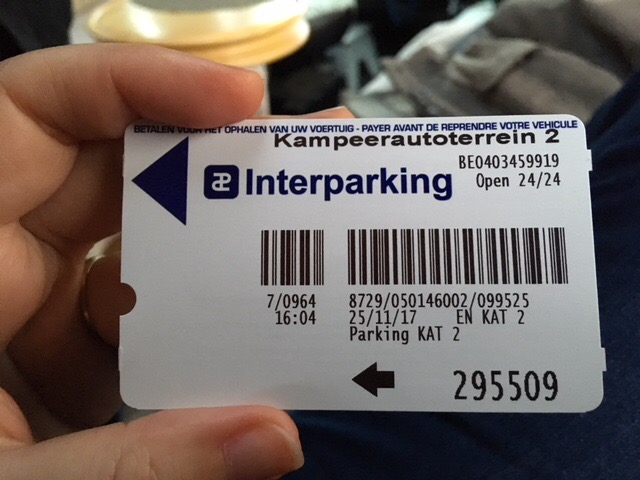 BETALEN VOOR HET OPHALEN VAN UW VOERTUIG - PAYER AVANT DE REPRENDRE VOTRE VEHICULE
Kampeerautoterrein 2
Interparking
BE0403459919
Open 24/24
7/0964 8729/050146002/099525
16:04 25/11/17 EN KAT 2
Parking KAT 2
295509